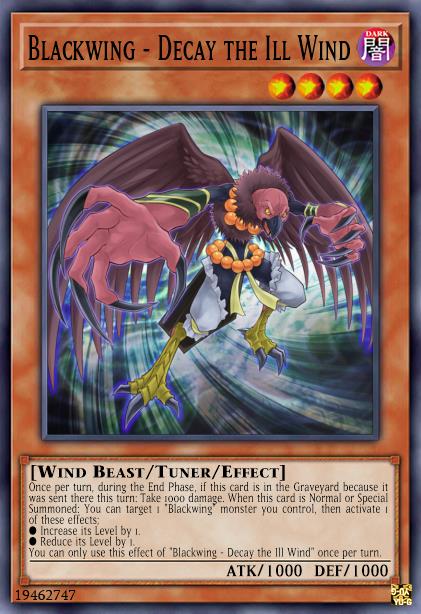 Blackwing - Decay the Ill Wind
DARK
闇
[Wind Beast/Tuner/Effect]
Once per turn, during the End Phase, if this card is in the Graveyard because it
was sent there this turn: Take 1000 damage. When this card is Normal or Special
Summoned: You can target 1 "Blackwing" monster you control, then activate 1
of these effects;
● Increase its Level by 1.
● Reduce its Level by 1.
You can only use this effect of "Blackwing - Decay the Ill Wind" once per turn.
ATK/1000 DEF/1000
19462747